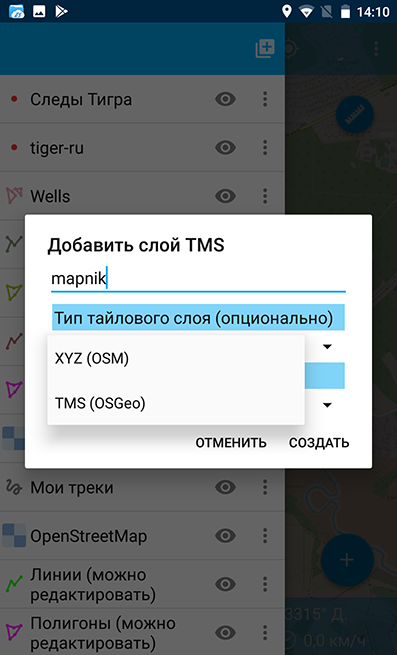 14:10
Следы Тигра
tiger-ru
Wells
Добавить слой TMS
mapnik
Тип тайлового слоя (опционально)
XYZ (OSM)
TMS (OSGeo)
ОТМЕНИТЬ
СОЗДАТЬ
Мои треки
OpenStreetMap
Линии (можно
редактировать)
Полигоны (можно
редактировать)
3315° Д.
0,0 км/ч